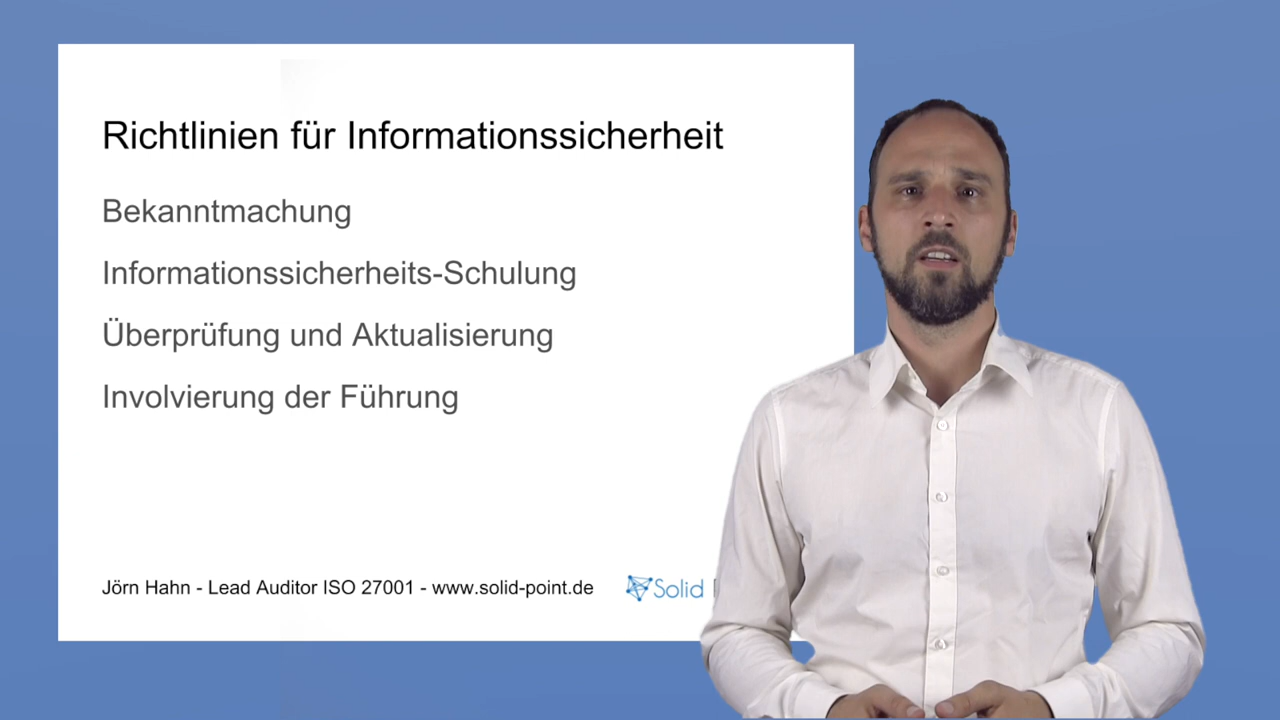 Richtlinien für Informationssicherheit
Bekanntmachung
Informationssicherheits-Schulung
Überprüfung und Aktualisierung
Involvierung der Führung
Jörn Hahn - Lead Auditor ISO 27001 - www.solid-point.de
Solid